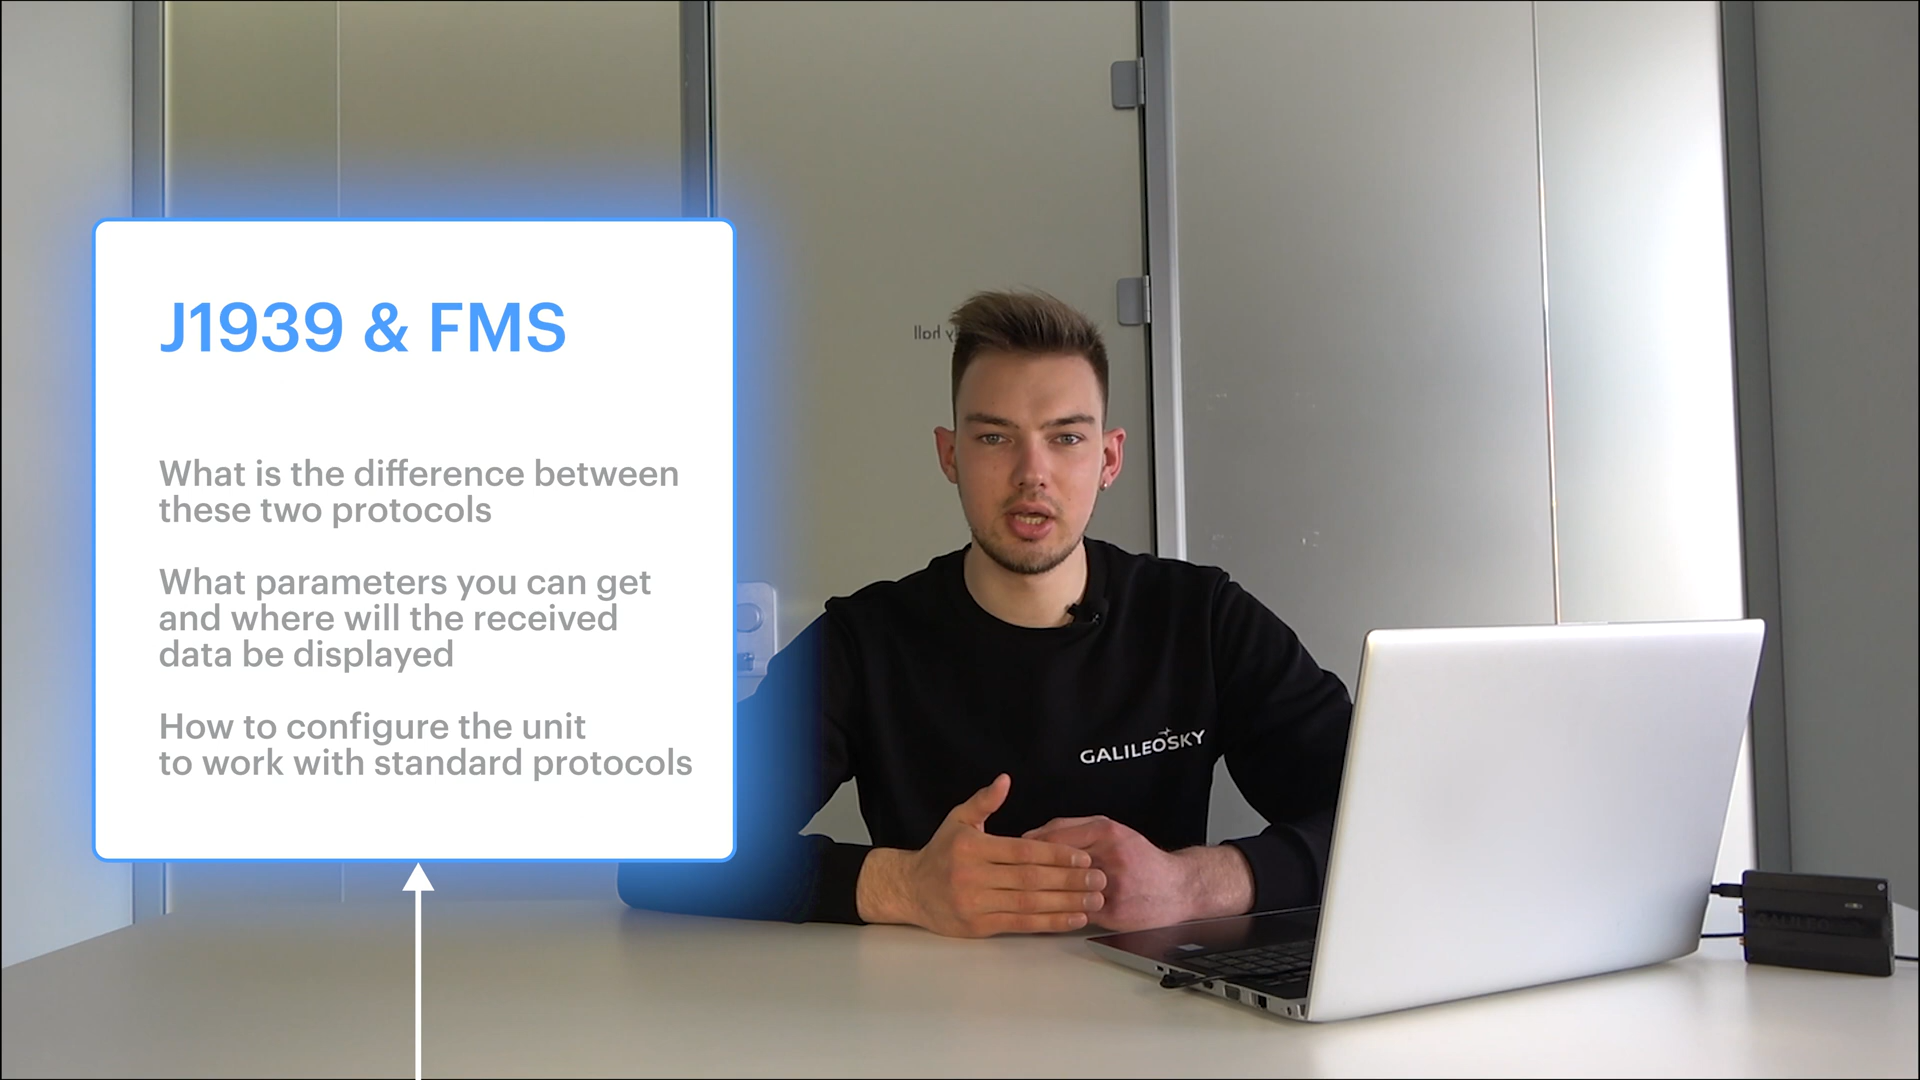 J1939 & FMS
What is the difference between
these two protocols
What parameters you can get
and where will the received
data be displayed
How to configure the unit
to work with standard protocols
hall
GALILEOSKY